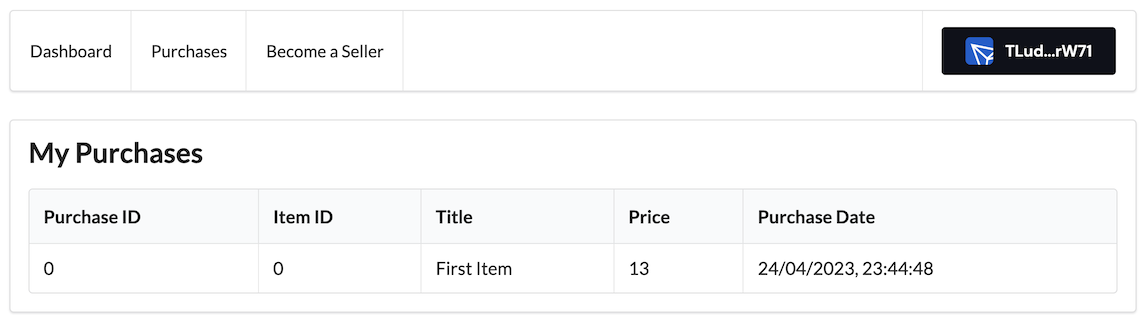 Dashboard Purchases Become a Seller TLud...rW71
My Purchases
Purchase ID Item ID Title Price Purchase Date
0 0 First Item 13 24/04/2023, 23:44:48